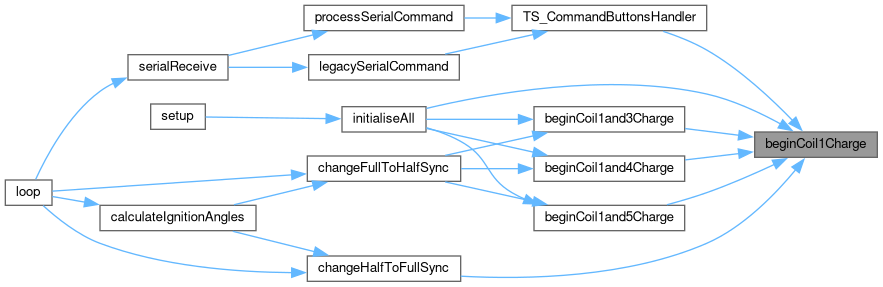 processSerialCommand
TS_CommandButtonsHandler
serialReceive
legacySerialCommand
setup
initialiseAll
beginCoil1and3Charge
beginCoil1Charge
changeFullToHalfSync
beginCoil1and4Charge
loop
calculateIgnitionAngles
beginCoil1and5Charge
changeHalfToFullSync